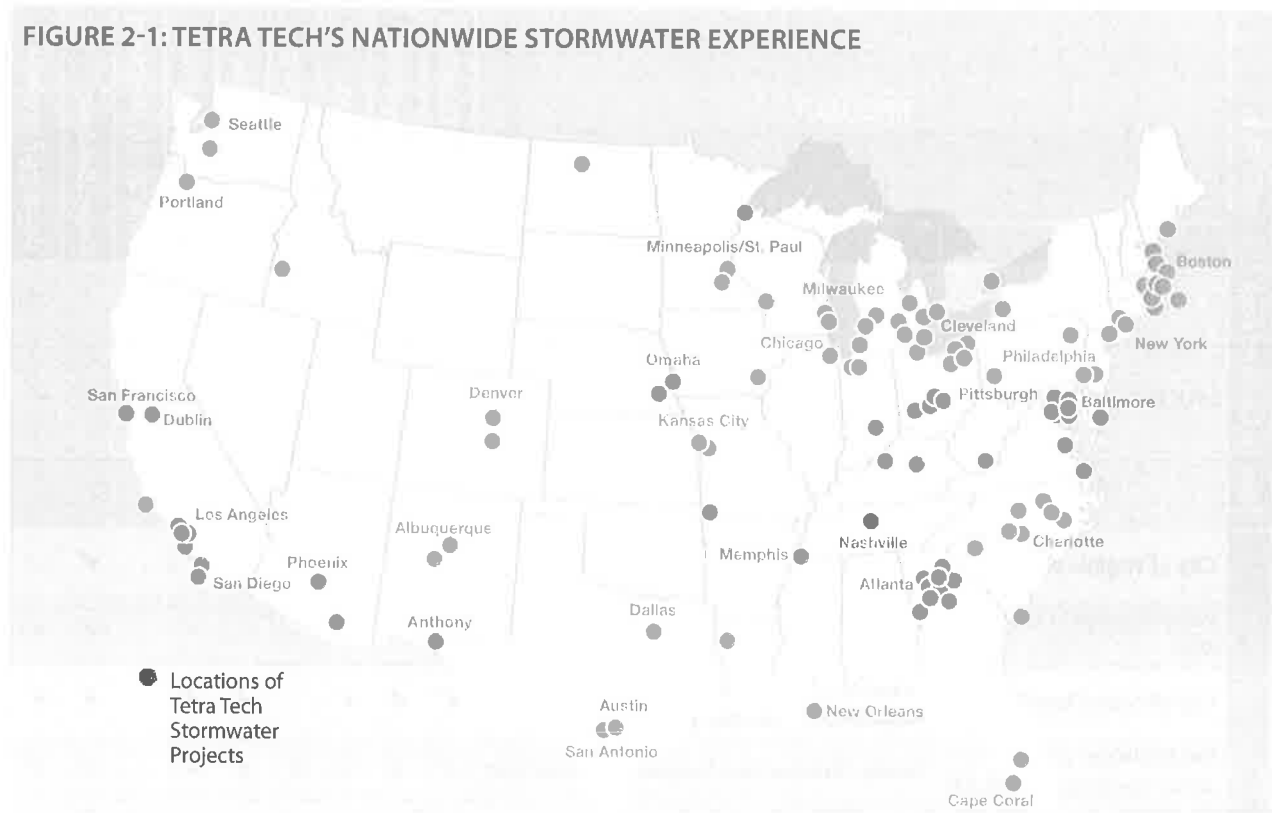 FIGURE 2-1: TETRA TECH'S NATIONWIDE STORMWATER EXPERIENCE
Seattle
Portland
Minneapolis/St. Paul
Boston
Milwaukee
Cleveland
Chicago
New York
Philadelphia
Omaha
San Francisco
Denver
Pittsburgh
Baltimore
Dublin
Kansas City
Los Angeles
Albuquerque
Nashville
Charlotte
Memphis
Phoenix
San Diego
Atlanta
Dallas
Anthony
Locations of
Tetra Tech
Stormwater
Projects
Austin
New Orleans
San Antonio
Cape Coral